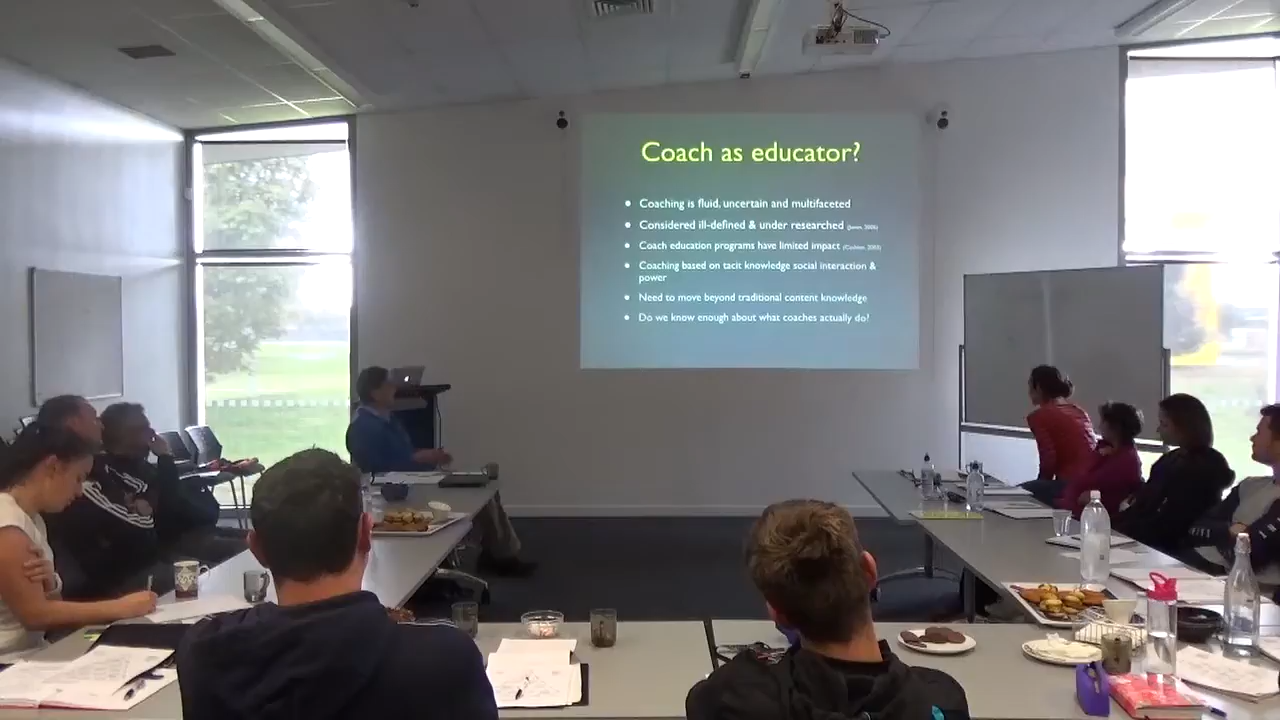 Coach as educator?
Coaching is fluid, uncertain and multifaceted
Considered ill-defined & under researched
Coach education programs have limited impact
Coaching based on tacit knowledge social interaction &
power
Need to move beyond traditional content knowledge
Do we know enough about what coaches actually do?